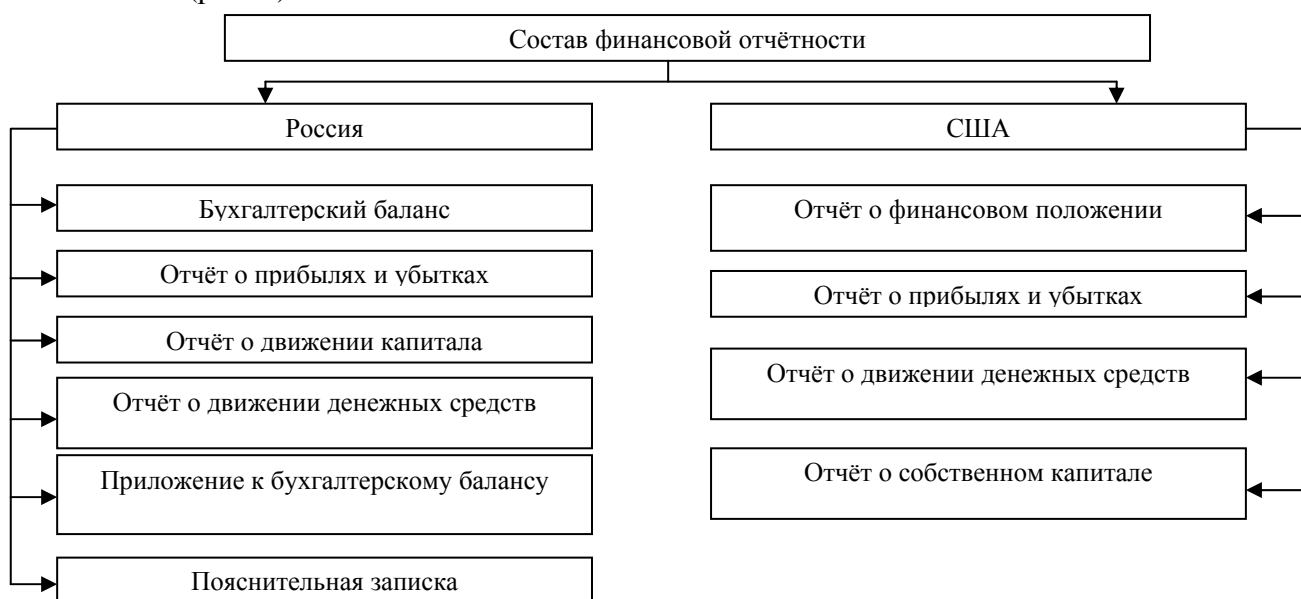 Состав финансовой отчётности
Россия
США
Бухгалтерский баланс
Отчёт о финансовом положении
Отчёт о прибылях и убытках
Отчёт о прибылях и убытках
Отчёт о движении капитала
Отчёт о движении денежных средств
Отчёт о движении денежных средств
Приложение к бухгалтерскому балансу
Отчёт о собственном капитале
Пояснительная записка